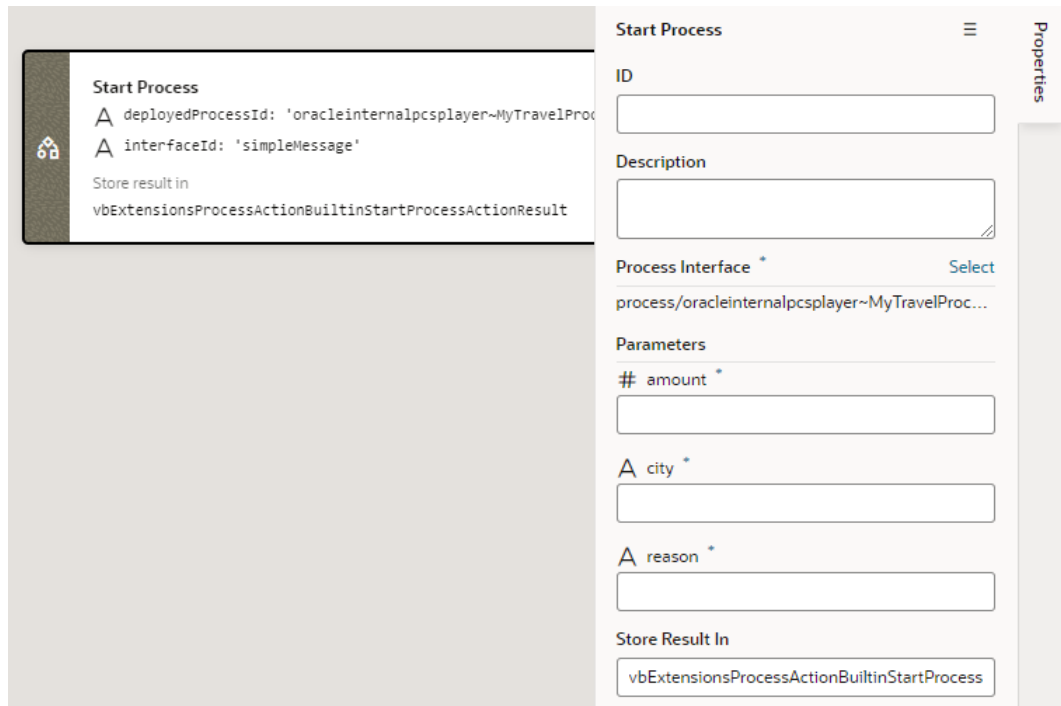 Start Process
A deployedProcessId: 'oracleinternalpcsplayer~MyTravelProc
A interfaceId: 'simpleMessage'
Store result in
vbExtensionsProcessActionBuiltinStartProcessActionResult
Start Process
ID
Description
Process Interface * Select
process/oracleinternalpcsplayer~MyTravelProc...
Parameters
# amount *
A city *
A reason *
Store Result In
vbExtensionsProcessActionBuiltinStartProcess
Properties